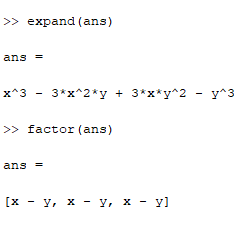 >> expand(ans)
ans =
x^3 - 3*x^2*y + 3*x*y^2 - y^3
>> factor(ans)
ans =
[x - y, x - y, x - y]